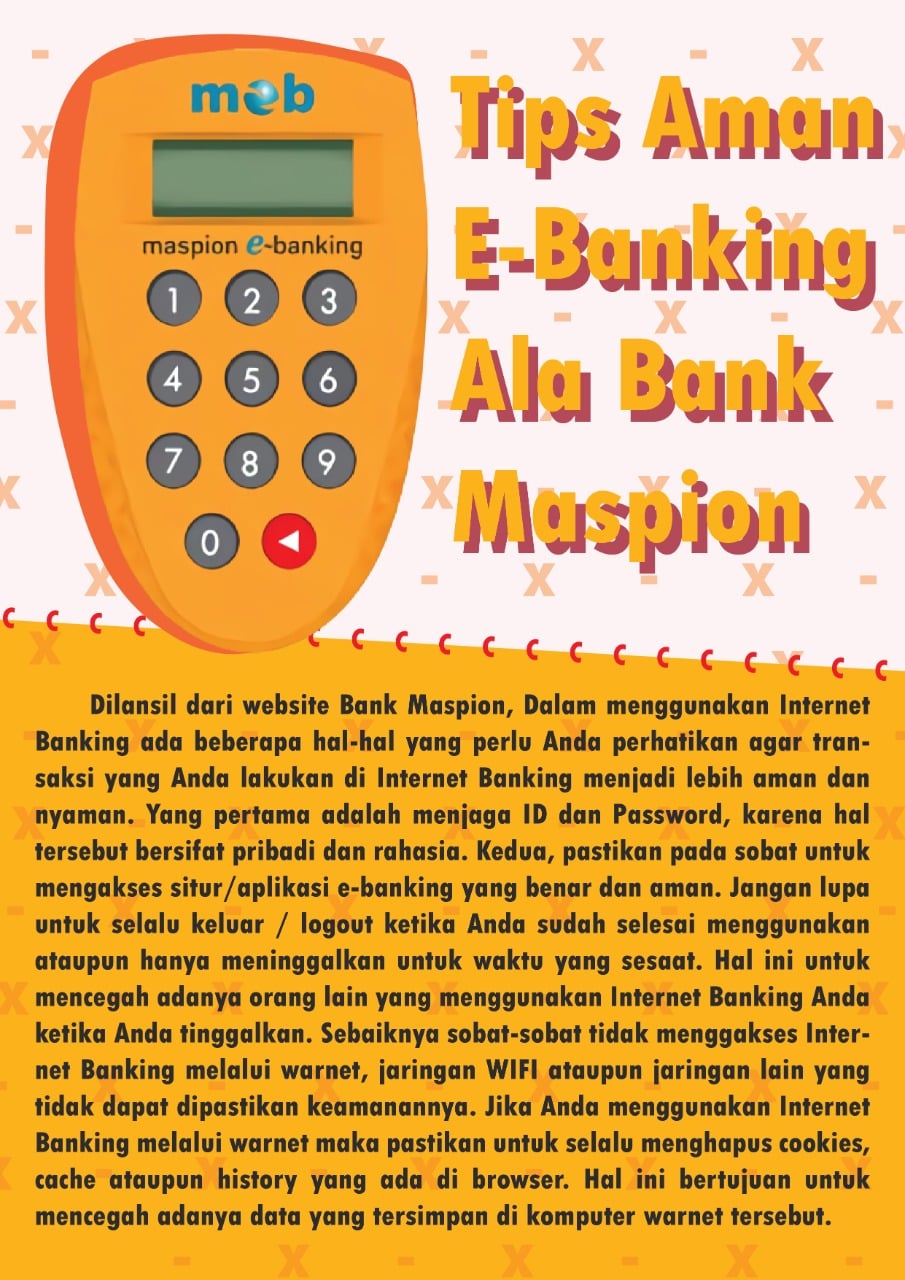 meb
maspion e-banking
1 2 3
4 5 6
7 8 9
0
Tips Aman
E-Banking
Ala Bank
Maspion
Dilansil dari website Bank Maspion, Dalam menggunakan Internet
Banking ada beberapa hal-hal yang perlu Anda perhatikan agar tran-
saksi yang Anda lakukan di Internet Banking menjadi lebih aman dan
nyaman. Yang pertama adalah menjaga ID dan Password, karena hal
tersebut bersifat pribadi dan rahasia. Kedua, pastikan pada sobat untuk
mengakses situr/aplikasi e-banking yang benar dan aman. Jangan lupa
untuk selalu keluar / logout ketika Anda sudah selesai menggunakan
ataupun hanya meninggalkan untuk waktu yang sesaat. Hal ini untuk
mencegah adanya orang lain yang menggunakan Internet Banking Anda
ketika Anda tinggalkan. Sebaiknya sobat-sobat tidak menggakses Inter-
net Banking melalui warnet, jaringan WIFI ataupun jaringan lain yang
tidak dapat dipastikan keamanannya. Jika Anda menggunakan Internet
Banking melalui warnet maka pastikan untuk selalu menghapus cookies,
cache ataupun history yang ada di browser. Hal ini bertujuan untuk
mencegah adanya data yang tersimpan di komputer warnet tersebut.